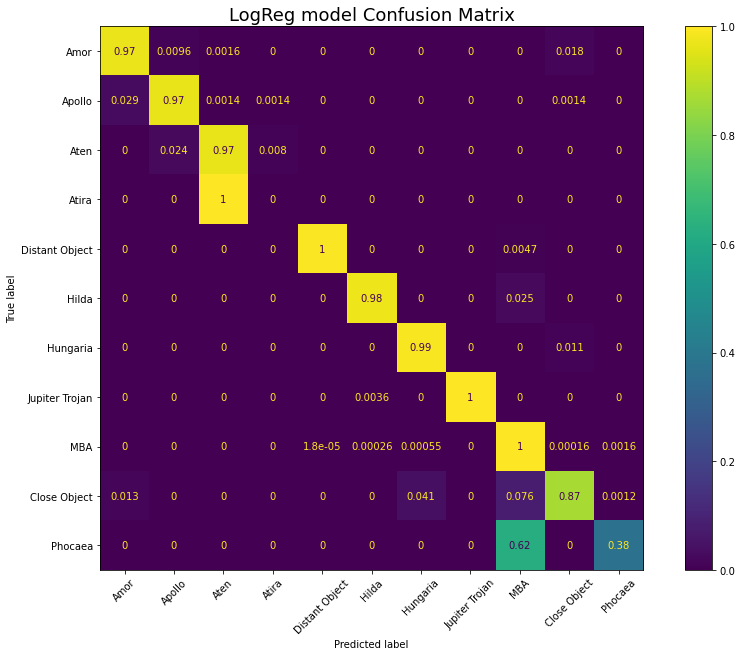 LogReg model Confusion Matrix
True label
Amor 0.97 0.0096 0.0016 0 0 0 0 0 0 0.018 0
Apollo 0.029 0.97 0.0014 0.0014 0 0 0 0 0 0.0014 0
Aten 0 0.024 0.97 0.008 0 0 0 0 0 0 0
Atira 0 0 1 0 0 0 0 0 0 0 0
Distant Object 0 0 0 0 1 0 0 0 0.0047 0 0
Hilda 0 0 0 0 0 0.98 0 0 0.025 0 0
Hungaria 0 0 0 0 0 0 0.99 0 0 0.011 0
Jupiter Trojan 0 0 0 0 0 0.0036 0 1 0 0 0
MBA 0 0 0 0 1.8e-05 0.00026 0.00055 0 1 0.00016 0.0016
Close Object 0.013 0 0 0 0 0 0.041 0 0.076 0.87 0.0012
Phocaea 0 0 0 0 0 0 0 0 0.62 0 0.38
Amor Apollo Aten Atira Distant Object Hilda Hungaria Jupiter Trojan MBA Close Object Phocaea
Predicted label
1.0
0.8
0.6
0.4
0.2
0.0